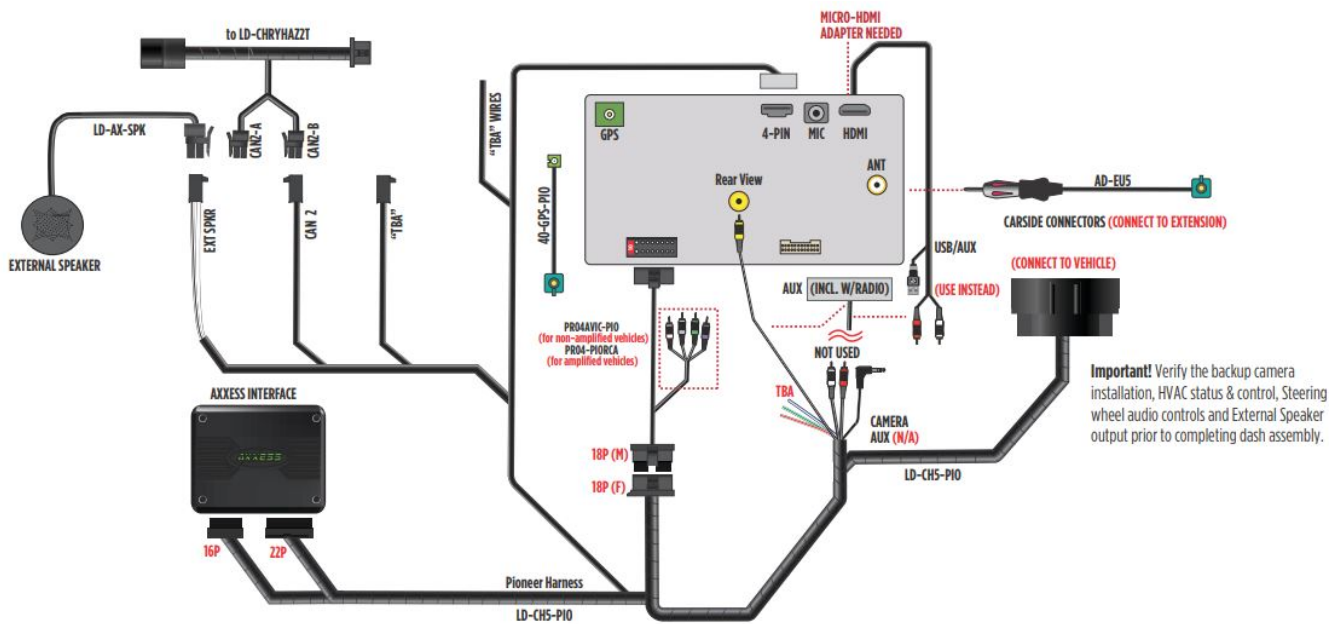 to LD-CHRYHAZ2T
MICRO-HDMI
ADAPTER NEEDED
LD-AX-SPK
CAN2-A
CAN2-B
"TBA" WIRES
GPS
4-PIN
MIC
HDMI
ANT
Rear View
40-GPS-PIO
AD-EU5
CARSIDE CONNECTORS (CONNECT TO EXTENSION)
EXTERNAL SPEAKER
EXT SPKR
CAN 2
"TBA"
USB/AUX
(CONNECT TO VEHICLE)
AUX (INCL. W/RADIO)
(USE INSTEAD)
PR04AVIC-PIO
(for non-amplified vehicles)
PR04-PIORCA
(for amplified vehicles)
NOT USED
Important! Verify the backup camera
installation, HVAC status & control, Steering
wheel audio controls and External Speaker
output prior to completing dash assembly.
TBA
AXXESS INTERFACE
AXXESS
CAMERA
AUX (N/A)
18P (M)
18P (F)
LD-CH5-PIO
16P
22P
Pioneer Harness
LD-CH5-PIO